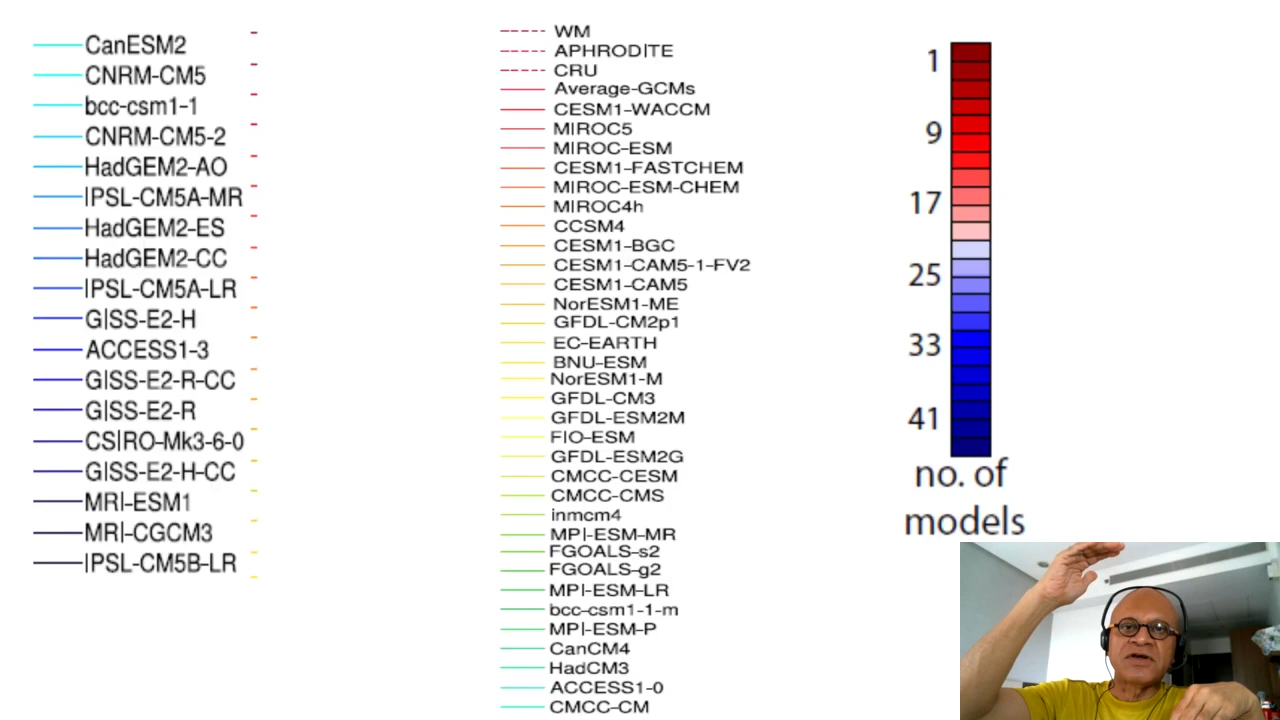 CanESM2
CNRM-CM5
bcc-csm1-1
CNRM-CM5-2
HadGEM2-AO
IPSL-CM5A-MR
HadGEM2-ES
HadGEM2-CC
IPSL-CM5A-LR
GISS-E2-H
ACCESS1-3
GISS-E2-R-CC
GISS-E2-R
CSIRO-Mk3-6-0
GISS-E2-H-CC
MRI-ESM1
MRI-CGCM3
IPSL-CM5B-LR
WM
APHRODITE
CRU
Average-GCMs
CESM1-WACCM
MIROC5
MIROC-ESM
CESM1-FASTCHEM
MIROC-ESM-CHEM
MIROC4h
CCSM4
CESM1-BGC
CESM1-CAM5-1-FV2
CESM1-CAM5
NorESM1-ME
GFDL-CM2p1
EC-EARTH
BNU-ESM
NorESM1-M
GFDL-CM3
GFDL-ESM2M
FIO-ESM
GFDL-ESM2G
CMCC-CESM
CMCC-CMS
inmcm4
MPI-ESM-MR
FGOALS-s2
FGOALS-g2
MPI-ESM-LR
bcc-csm1-1-m
MPI-ESM-P
CanCM4
HadCM3
ACCESS1-0
CMCC-CM
1
9
17
25
33
41
no. of
models